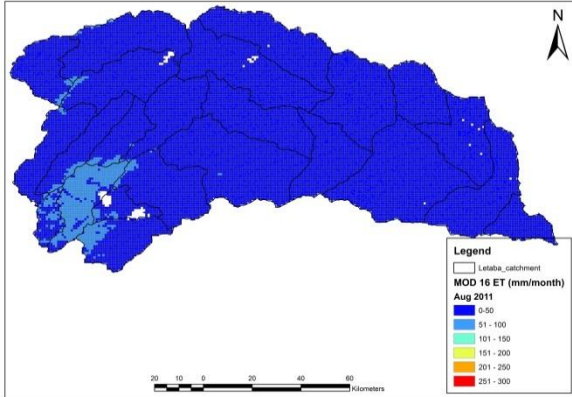 N
Legend
Letaba_catchment
MOD 16 ET (mm/month)
Aug 2011
0-50
51 - 100
101 - 150
151 - 200
201 - 250
251 - 300
20 10 0 20 40 60
Kilometers